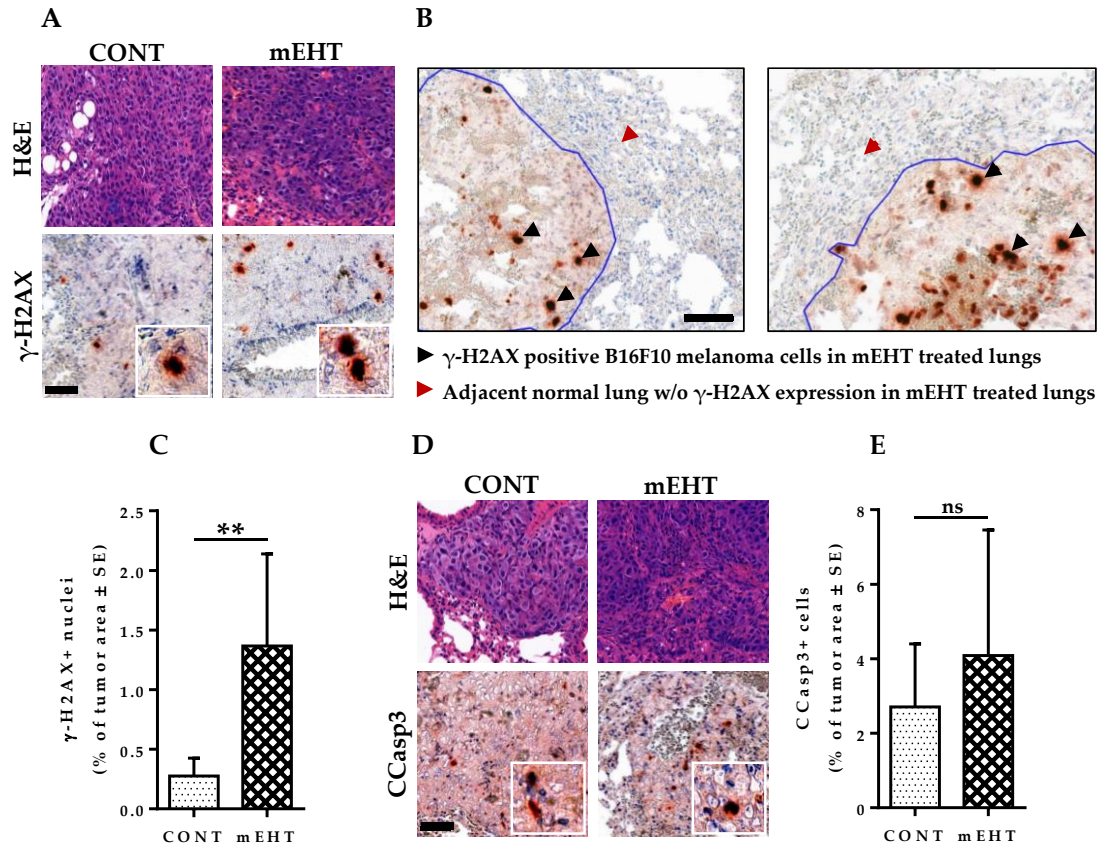 A
CONT mEHT
H&E
γ-H2AX
B
γ-H2AX positive B16F10 melanoma cells in mEHT treated lungs
Adjacent normal lung w/o γ-H2AX expression in mEHT treated lungs
C
γ-H2AX+ nuclei
(% of tumor area ± SE)
2.5
2.0
1.5
1.0
0.5
0.0
**
CONT mEHT
D
CONT mEHT
H&E
CCasp3
E
CCasp3+ cells
(% of tumor area ± SE)
8
6
4
2
0
ns
CONT mEHT